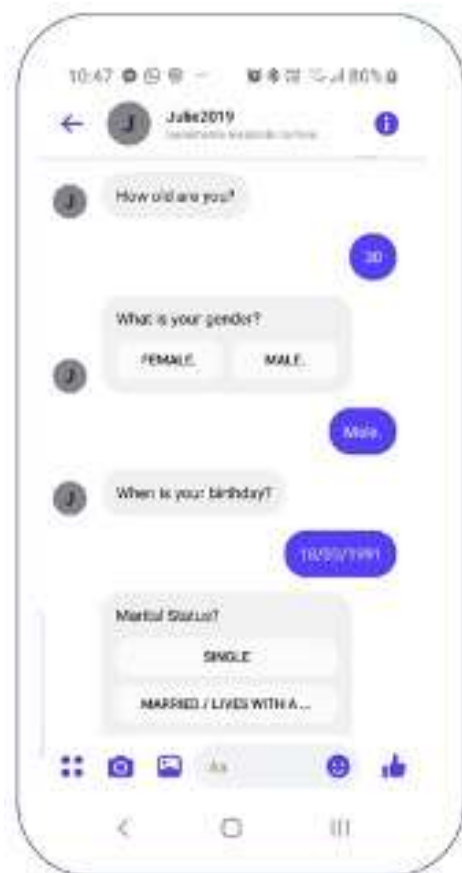 10:47
80%
J
Julie2019
J
How old are you?
30
What is your gender?
FEMALE.
MALE.
J
Male.
J
When is your birthday?
Marital Status?
SINGLE
MARRIED / LIVES WITH A ...
Aa